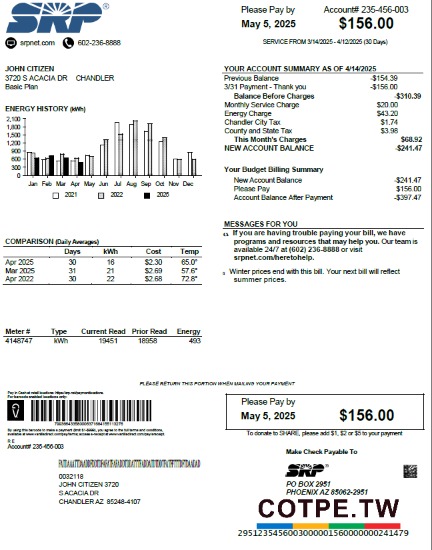 SRP
srpnet.com 602-236-8888
Please Pay by Account# 235-456-003
May 5, 2025 $156.00
SERVICE FROM 3/14/2025 - 4/12/2025 (30 Days)
JOHN CITIZEN
3720 S ACACIA DR CHANDLER
Basic Plan
ENERGY HISTORY (kWh)
2,100
1,800
1,500
1,200
900
600
300
0
Jan Feb Mar Apr May Jun Jul Aug Sep Oct Nov Dec
2021 2022 2025
COMPARISON (Daily Averages)
Days kWh Cost Temp
Apr 2025 30 16 $2.30 65.0°
Mar 2025 31 21 $2.69 57.6°
Apr 2022 30 22 $2.68 72.8°
Meter # Type Current Read Prior Read Energy
4148747 kWh 19451 18958 493
YOUR ACCOUNT SUMMARY AS OF 4/14/2025
Previous Balance -$154.39
3/31 Payment - Thank You -$156.00
Balance Before Charges -$310.39
Monthly Service Charge $20.00
Energy Charge $43.20
Chandler City Tax $1.74
County and State Tax $3.98
This Month's Charges $68.92
NEW ACCOUNT BALANCE -$241.47
Your Budget Billing Summary
New Account Balance -$241.47
Please Pay $156.00
Account Balance After Payment -$397.47
MESSAGES FOR YOU
If you are having trouble paying your bill, we have
programs and resources that may help you. Our team is
available 24/7 at (602) 236-8888 or visit
srpnet.com/heretohelp.
Winter prices end with this bill. Your next bill will reflect
summer prices.
PLEASE RETURN THIS PORTION WHEN MAILING YOUR PAYMENT
Account# 235-456-003
0032118
JOHN CITIZEN 3720
S ACACIA DR
CHANDLER AZ 85248-4107
Please Pay by
May 5, 2025 $156.00
To donate to SHARE, please add $1, $2 or $5 to your payment
Make Check Payable To
SRP
PO BOX 2951
PHOENIX AZ 85062-2951
COTPE.TW